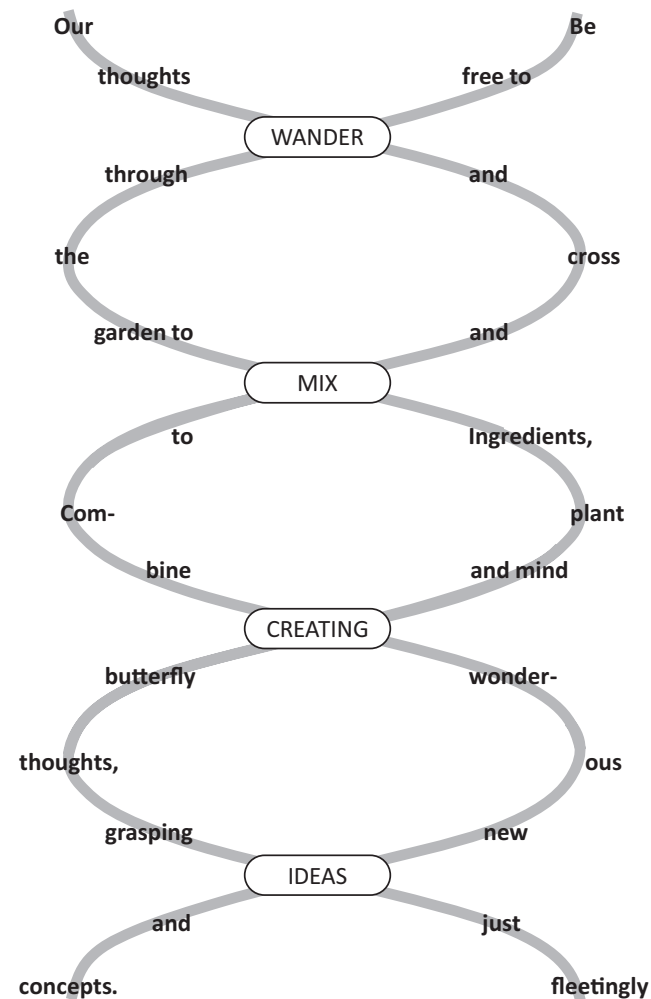 Our Be
thoughts free to
WANDER
through and
the cross
garden to and
MIX
to Ingredients,
Com- plant
bine and mind
CREATING
butterfly wonder-
thoughts, ous
grasping new
IDEAS
and just
concepts. fleetingly